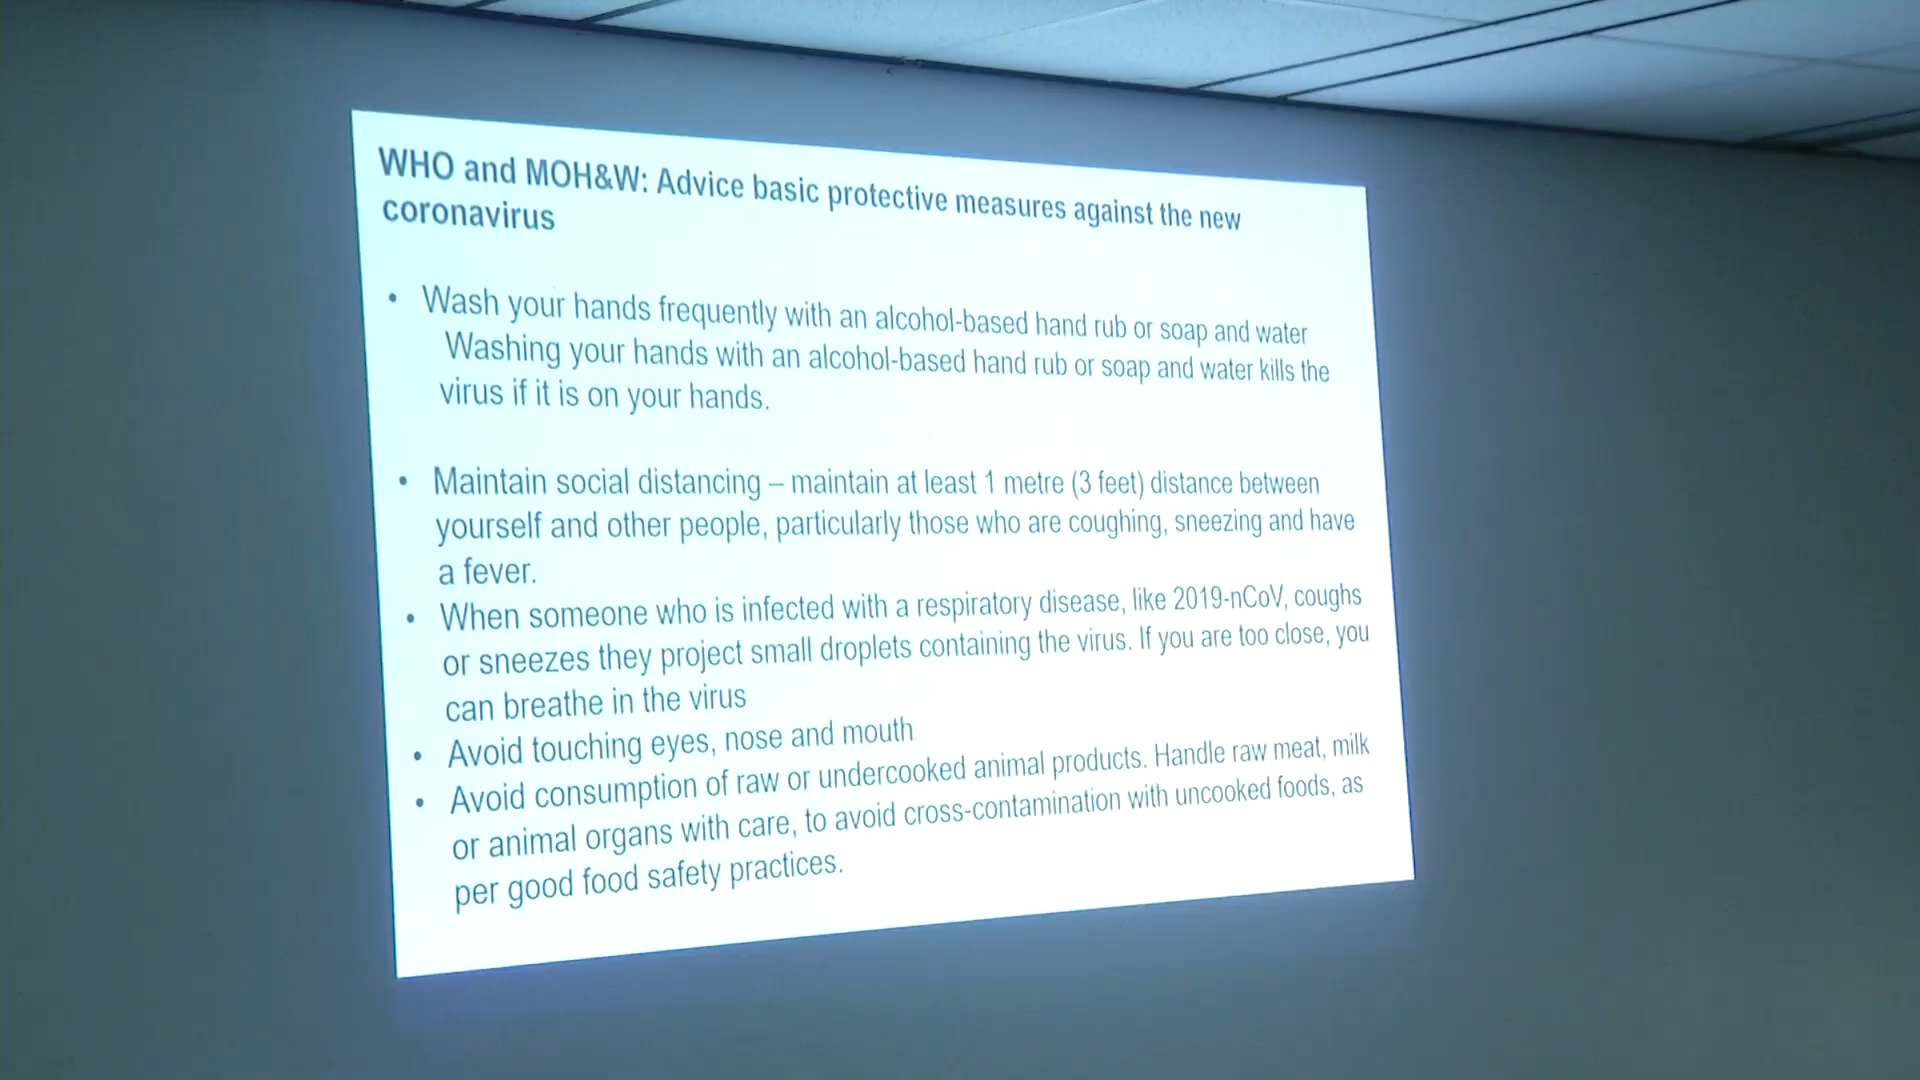 WHO and MOH&W: Advice basic protective measures against the new
coronavirus
• Wash your hands frequently with an alcohol-based hand rub or soap and water
Washing your hands with an alcohol-based hand rub or soap and water kills the
virus if it is on your hands.
• Maintain social distancing – maintain at least 1 metre (3 feet) distance between
yourself and other people, particularly those who are coughing, sneezing and have
a fever.
• When someone who is infected with a respiratory disease, like 2019-nCoV, coughs
or sneezes they project small droplets containing the virus. If you are too close, you
can breathe in the virus
• Avoid touching eyes, nose and mouth
• Avoid consumption of raw or undercooked animal products. Handle raw meat, milk
or animal organs with care, to avoid cross-contamination with uncooked foods, as
per good food safety practices.